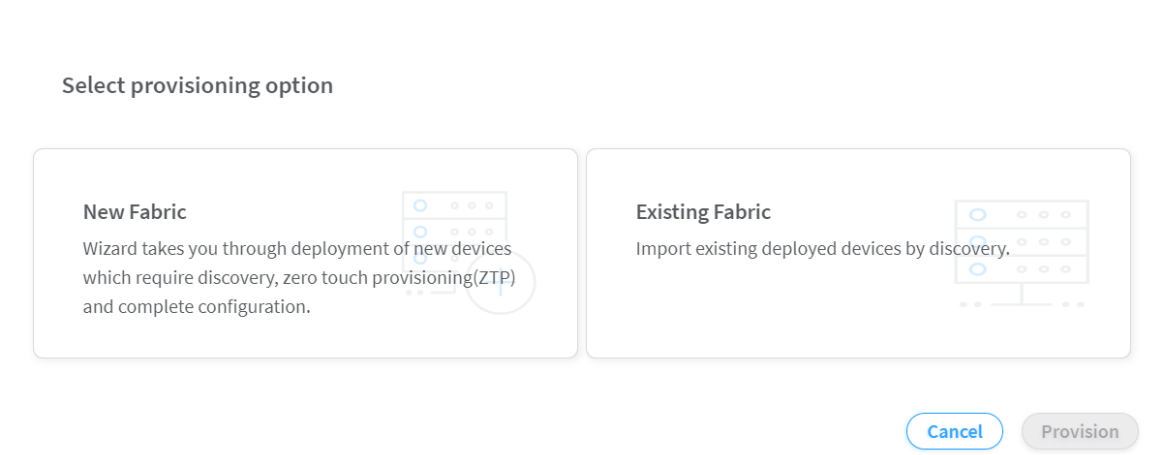 Select provisioning option
New Fabric
Wizard takes you through deployment of new devices
which require discovery, zero touch provisioning(ZTP)
and complete configuration.
Existing Fabric
Import existing deployed devices by discovery.
Cancel
Provision